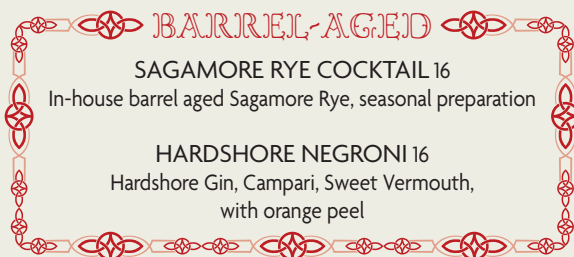 BARREL-AGED
SAGAMORE RYE COCKTAIL 16
In-house barrel aged Sagamore Rye, seasonal preparation
HARDSHORE NEGRONI 16
Hardshore Gin, Campari, Sweet Vermouth,
with orange peel